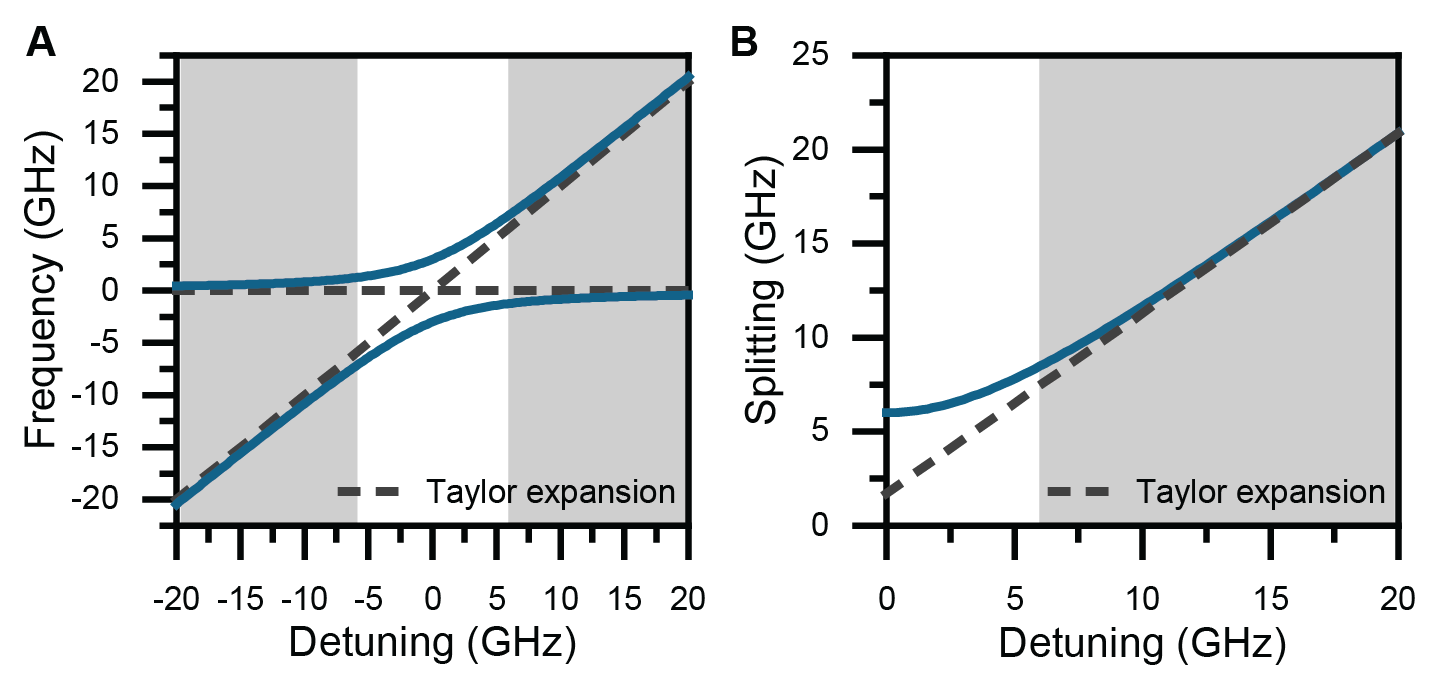 A
Frequency (GHz)
20
15
10
5
0
-5
-10
-15
-20
Taylor expansion
-20 -15 -10 -5 0 5 10 15 20
Detuning (GHz)
B
Splitting (GHz)
25
20
15
10
5
0
Taylor expansion
0 5 10 15 20
Detuning (GHz)